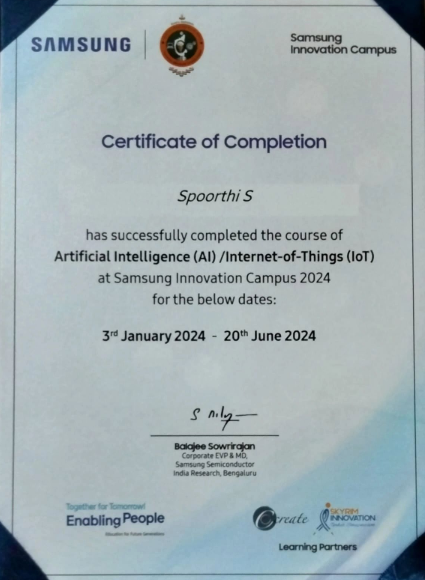 SAMSUNG
Samsung
Innovation Campus
Certificate of Completion
Spoorthi S
has successfully completed the course of
Artificial Intelligence (AI) /Internet-of-Things (IoT)
at Samsung Innovation Campus 2024
for the below dates:
3rd January 2024 - 20th June 2024
Balajee Sowrirajan
Corporate EVP & MD,
Samsung Semiconductor
India Research, Bengaluru
Together for Tomorrow!
Enabling People
Education for Future Generations
create
SKYRIM
INNOVATION
Learning Partners